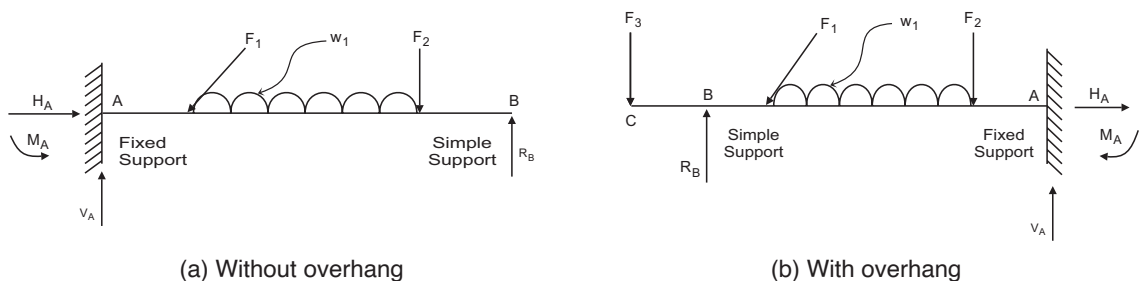 F1
w1
F2
HA
A
B
MA
Fixed
Support
Simple
Support
RB
VA
(a) Without overhang
F3
F1
w1
F2
B
A
HA
C
Simple
Support
Fixed
Support
MA
RB
VA
(b) With overhang